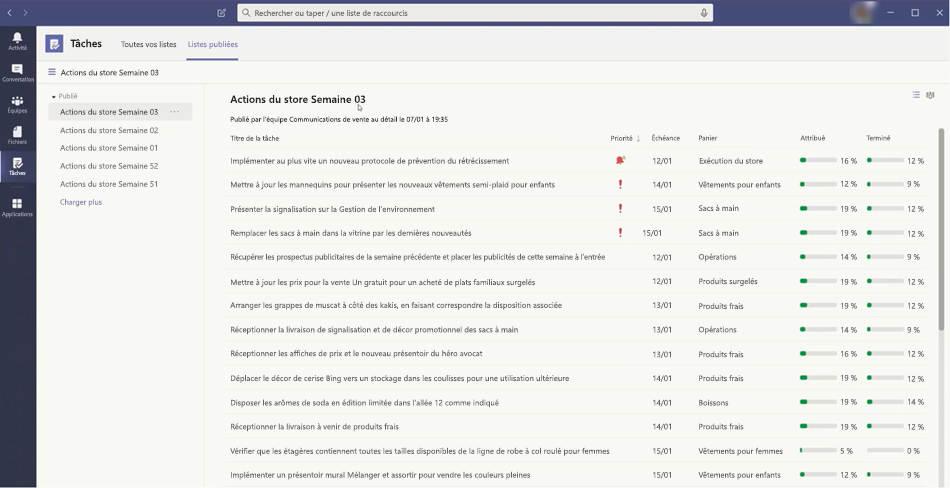 Rechercher ou taper / une liste de raccourcis
Activité
Conversation
Équipes
Fichiers
Tâches
Applications
Tâches Toutes vos listes Listes publiées
Actions du store Semaine 03
Publié
Actions du store Semaine 03 ...
Actions du store Semaine 02
Actions du store Semaine 01
Actions du store Semaine 52
Actions du store Semaine 51
Charger plus
Actions du store Semaine 03
Publié par l'équipe Communications de vente au détail le 07/01 à 19:35
Titre de la tâche Priorité ↓ Échéance Panier Attribué Terminé
Implémenter au plus vite un nouveau protocole de prévention du rétrécissement 12/01 Exécution du store 16 % 12 %
Mettre à jour les mannequins pour présenter les nouveaux vêtements semi-plaid pour enfants ! 14/01 Vêtements pour enfants 12 % 9 %
Présenter la signalisation sur la Gestion de l'environnement ! 15/01 Sacs à main 19 % 12 %
Remplacer les sacs à main dans la vitrine par les dernières nouveautés ! 15/01 Sacs à main 19 % 12 %
Récupérer les prospectus publicitaires de la semaine précédente et placer les publicités de cette semaine à l'entrée 12/01 Opérations 14 % 9 %
Mettre à jour les prix pour la vente Un gratuit pour un acheté de plats familiaux surgelés 12/01 Produits surgelés 19 % 12 %
Arranger les grappes de muscat à côté des kakis, en faisant correspondre la disposition associée 13/01 Produits frais 19 % 12 %
Réceptionner la livraison de signalisation et de décor promotionnel des sacs à main 13/01 Opérations 14 % 9 %
Réceptionner les affiches de prix et le nouveau présentoir du héro avocat 13/01 Produits frais 16 % 12 %
Déplacer le décor de cerise Bing vers un stockage dans les coulisses pour une utilisation ultérieure 14/01 Produits frais 19 % 12 %
Disposer les arômes de soda en édition limitée dans l'allée 12 comme indiqué 14/01 Boissons 19 % 14 %
Réceptionner la livraison à venir de produits frais 14/01 Produits frais 19 % 12 %
Vérifier que les étagères contiennent toutes les tailles disponibles de la ligne de robe à col roulé pour femmes 15/01 Vêtements pour femmes 5 % 0 %
Implémenter un présentoir mural Mélanger et assortir pour vendre les couleurs pleines 15/01 Vêtements pour enfants 12 % 9 %